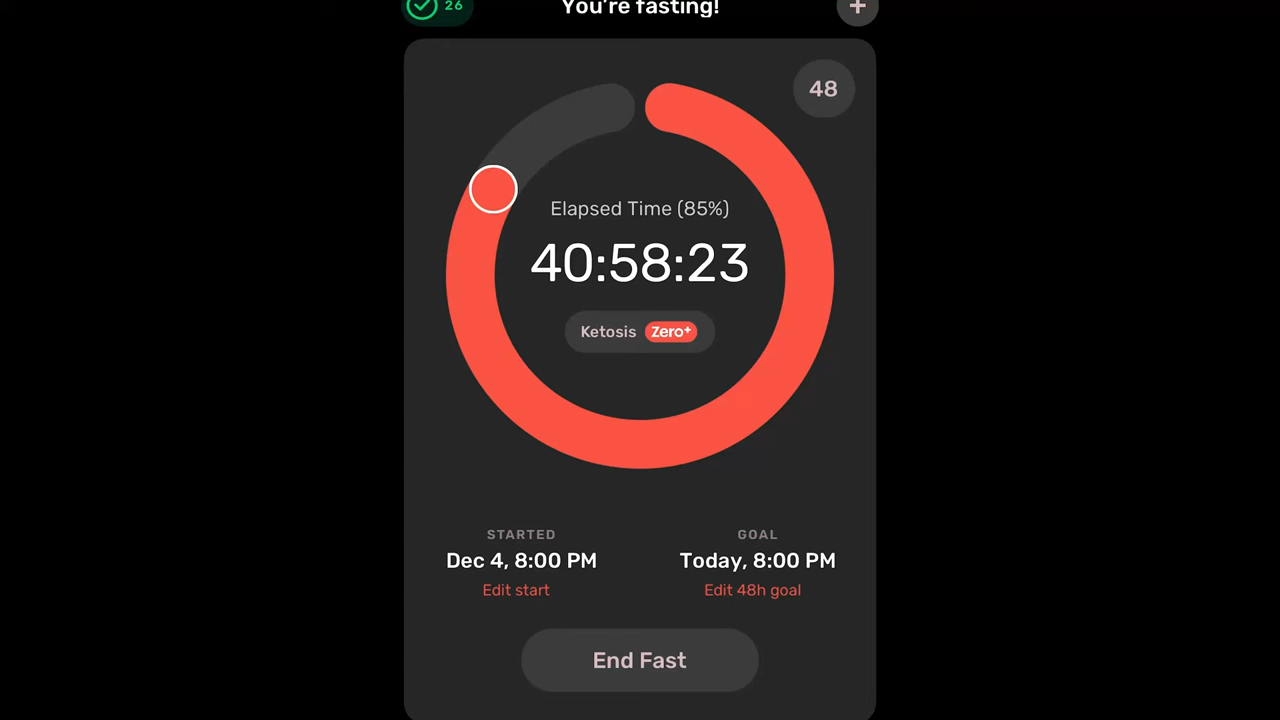 26
You're fasting!
+
48
Elapsed Time (85%)
40:58:23
Ketosis Zero+
STARTED
Dec 4, 8:00 PM
Edit start
GOAL
Today, 8:00 PM
Edit 48h goal
End Fast